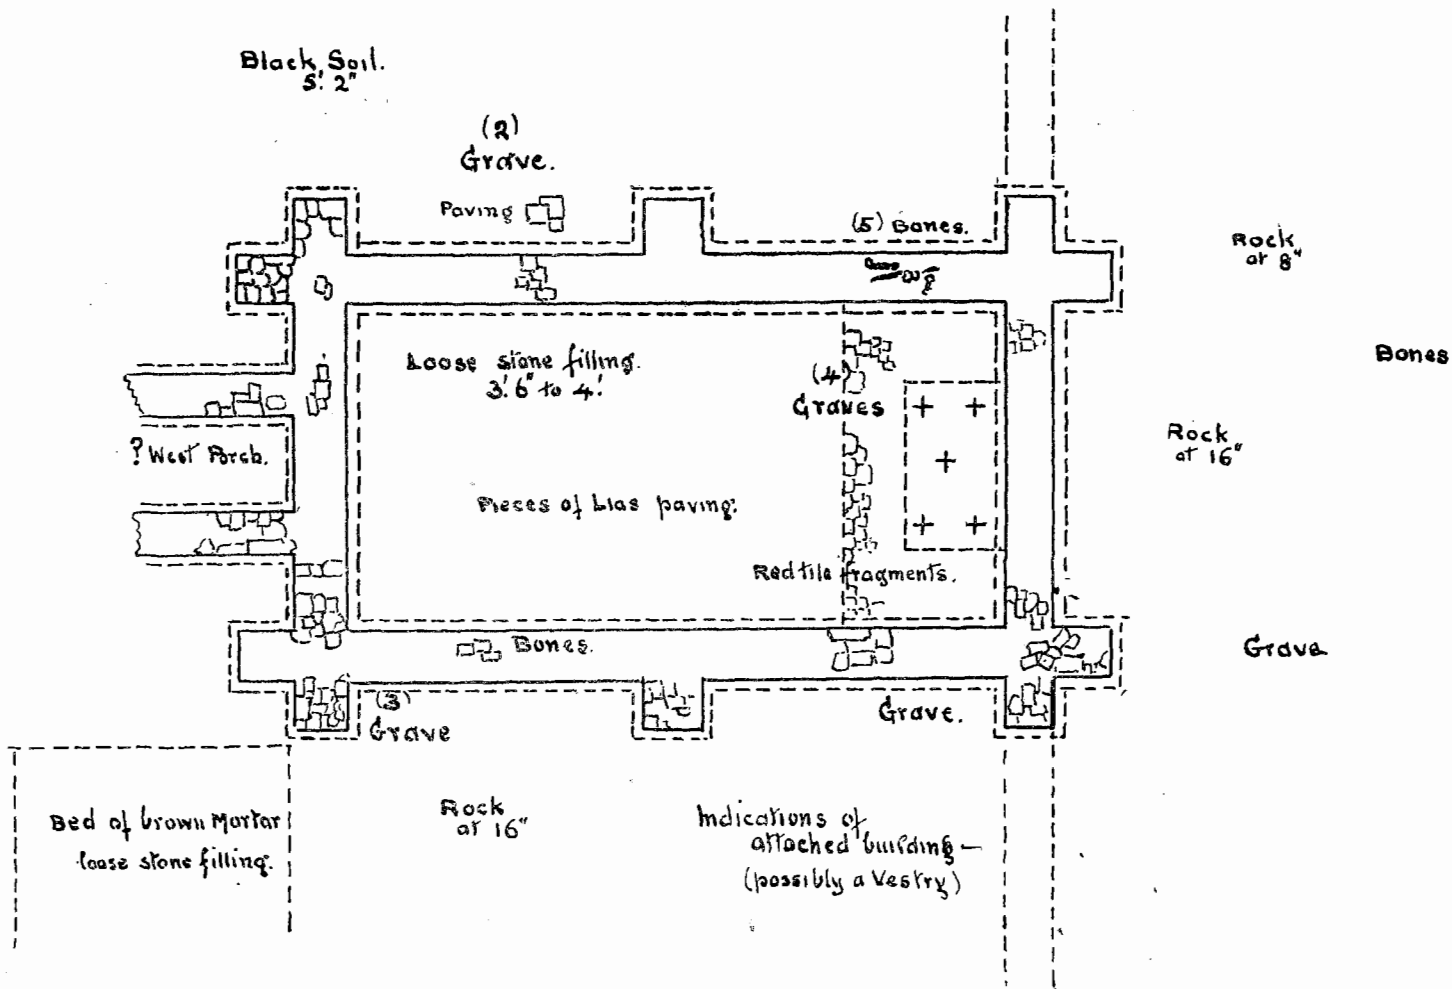 Black Soil.
5'. 2"
(2)
Grave.
Paving
(5) Bones.
Rock
at 8"
Bones
Loose stone filling.
3'. 6" to 4'.
(4)
Graves
Rock
at 16"
? West Porch.
Pieces of Lias paving.
Red tile fragments.
Bones.
Grave
(3)
Grave
Grave.
Bed of brown Mortar
loose stone filling.
Rock
at 16"
Indications of
attached building –
(possibly a Vestry)